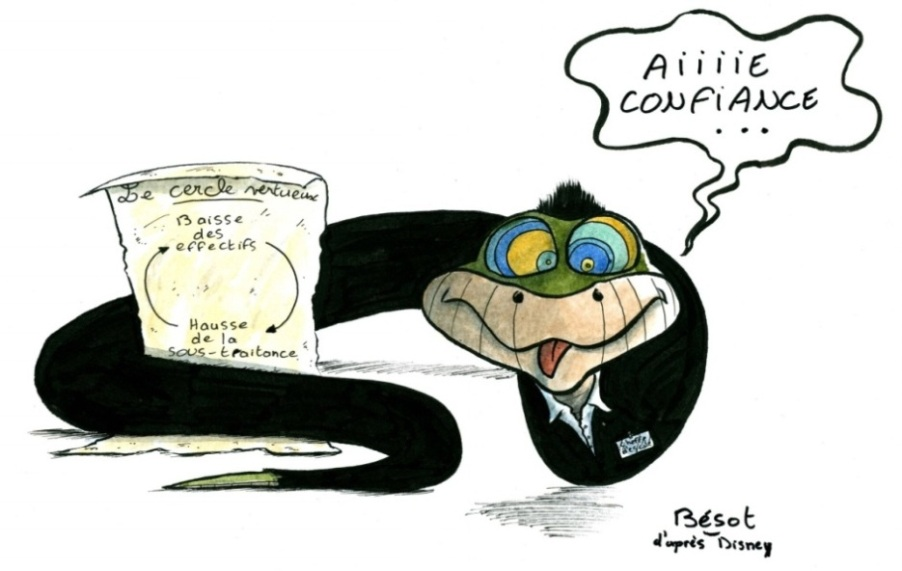 Aiiiie
CONFiANCE
...
Le cercle vertueux
Baisse
des
effectifs
Hausse
de la
sous-traitance
Bésot
d'après Disney